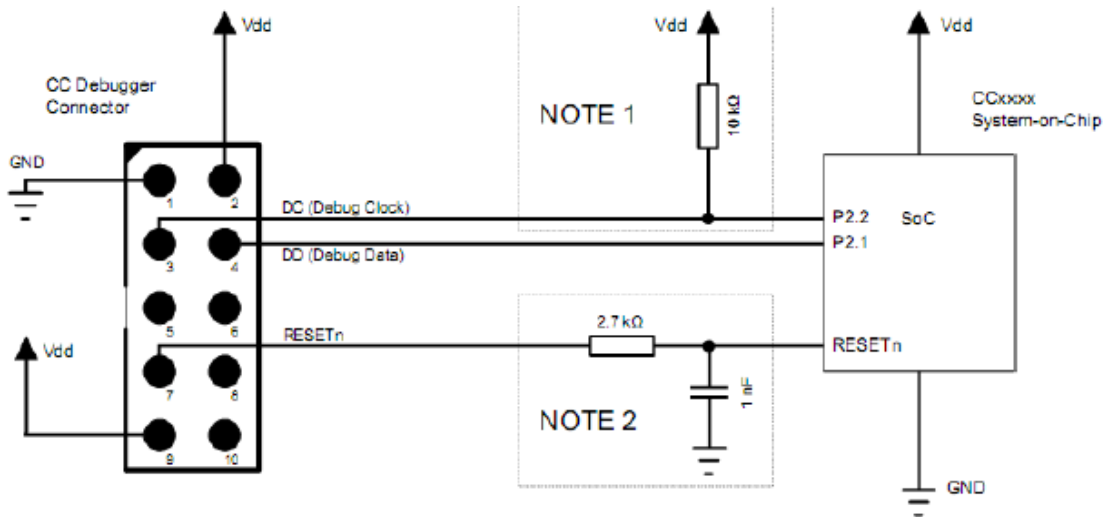 Vdd
Vdd
Vdd
CC Debugger
Connector
NOTE 1
10 kΩ
CCxxxx
System-on-Chip
GND
1
2
DC (Debug Clock)
P2.2
SoC
3
4
DD (Debug Data)
P2.1
5
6
2.7 kΩ
RESETn
RESETn
Vdd
7
8
1 nF
NOTE 2
9
10
GND